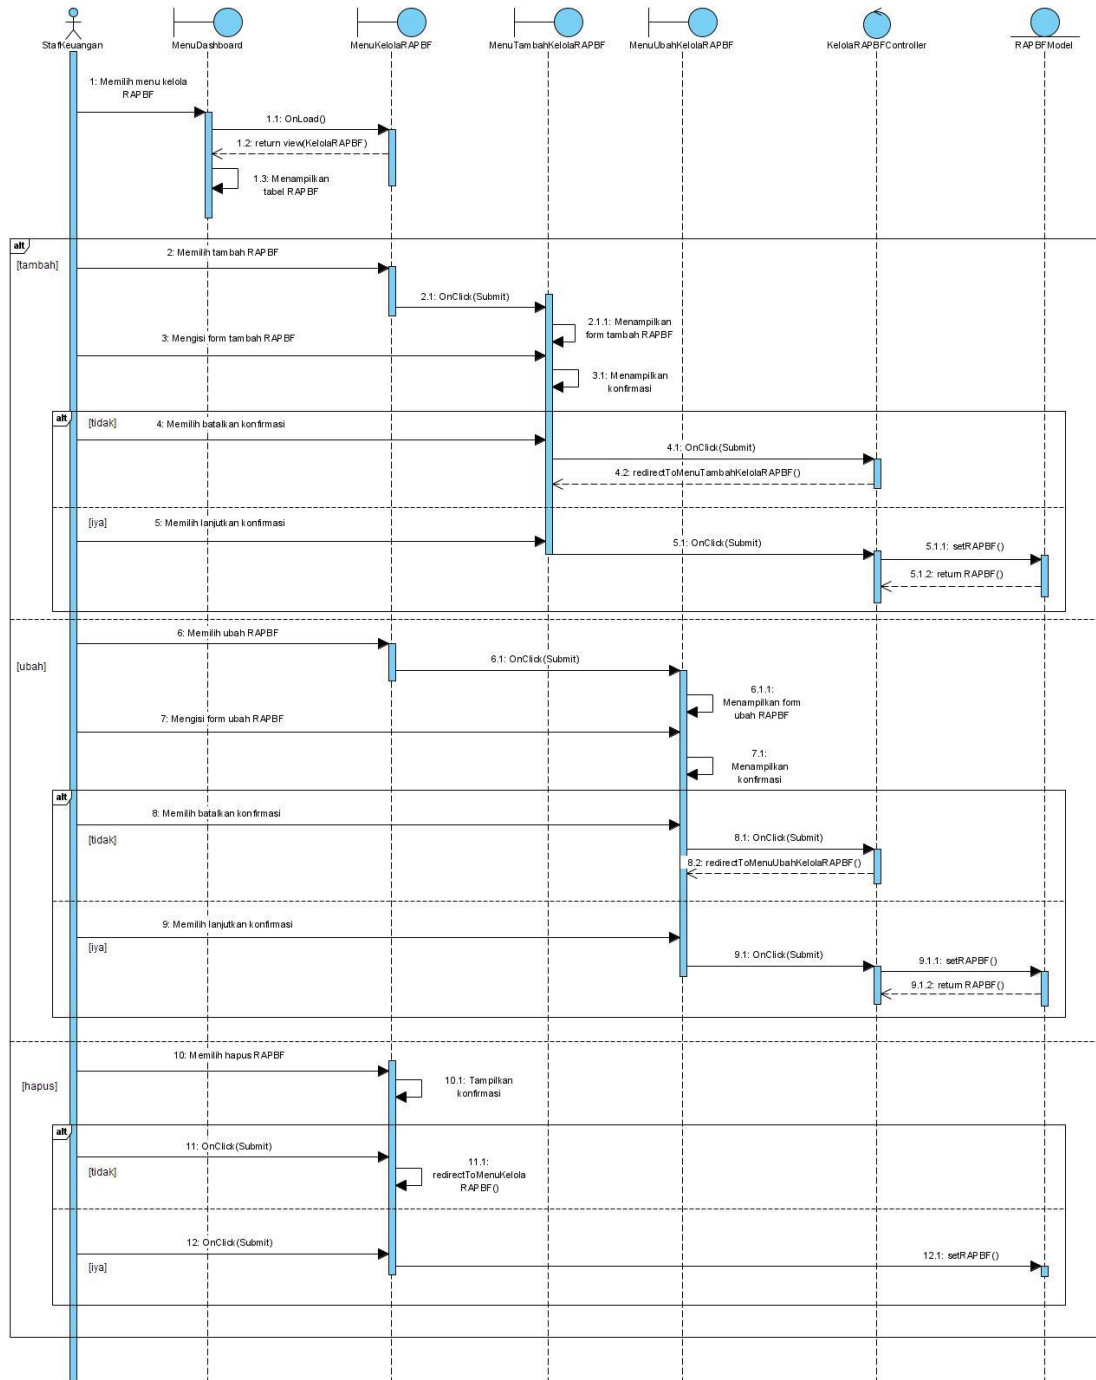 StafKeuangan
MenuDashboard
MenuKelolaRAPBF
MenuTambahKelolaRAPBF
MenuUbahKelolaRAPBF
KelolaRAPBFController
RAPBFModel
1: Memilih menu kelola
RAPBF
1.1: OnLoad()
1.2: return view(KelolaRAPBF)
1.3: Menampilkan
tabel RAPBF
alt
[tambah]
2: Memilih tambah RAPBF
2.1: OnClick(Submit)
2.1.1: Menampilkan
form tambah RAPBF
3: Mengisi form tambah RAPBF
3.1: Menampilkan
konfirmasi
alt
[tidak]
4: Memilih batalkan konfirmasi
4.1: OnClick(Submit)
4.2: redirectToMenuTambahKelolaRAPBF()
[iya]
5: Memilih lanjutkan konfirmasi
5.1: OnClick(Submit)
5.1.1: setRAPBF()
5.1.2: return RAPBF()
[ubah]
6: Memilih ubah RAPBF
6.1: OnClick(Submit)
6.1.1:
Menampilkan form
ubah RAPBF
7: Mengisi form ubah RAPBF
7.1:
Menampilkan
konfirmasi
alt
8: Memilih batalkan konfirmasi
[tidak]
8.1: OnClick(Submit)
8.2: redirectToMenuUbahKelolaRAPBF()
9: Memilih lanjutkan konfirmasi
[iya]
9.1: OnClick(Submit)
9.1.1: setRAPBF()
9.1.2: return RAPBF()
10: Memilih hapus RAPBF
[hapus]
10.1: Tampilkan
konfirmasi
alt
11: OnClick(Submit)
[tidak]
11.1:
redirectToMenuKelola
RAPBF()
12: OnClick(Submit)
[iya]
12.1: setRAPBF()